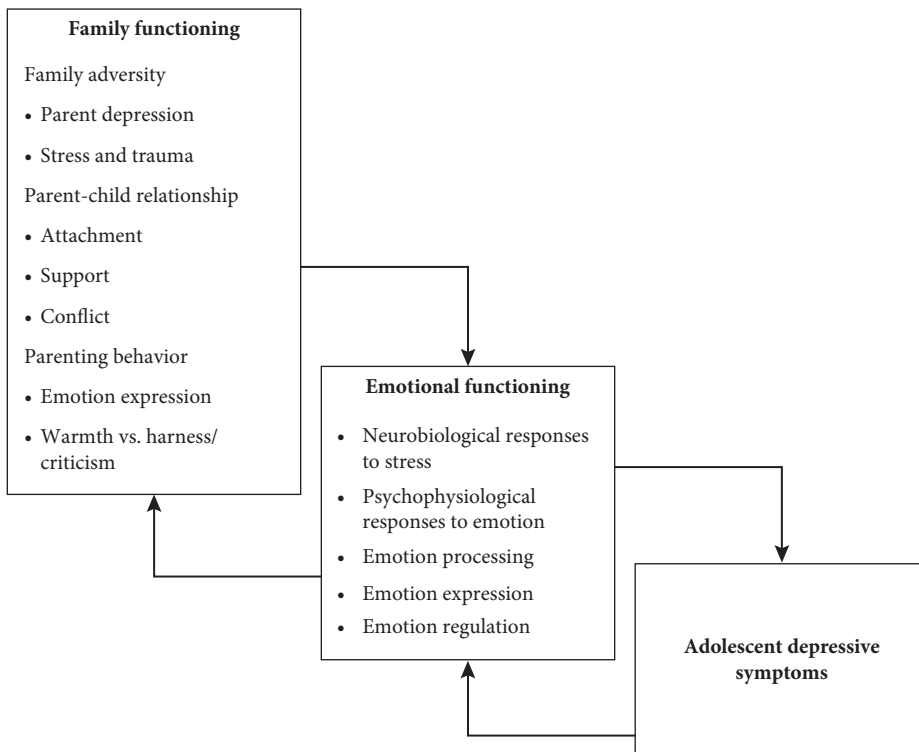 Family functioning
Family adversity
• Parent depression
• Stress and trauma
Parent-child relationship
• Attachment
• Support
• Conflict
Parenting behavior
• Emotion expression
• Warmth vs. harness/
criticism
Emotional functioning
• Neurobiological responses
to stress
• Psychophysiological
responses to emotion
• Emotion processing
• Emotion expression
• Emotion regulation
Adolescent depressive
symptoms